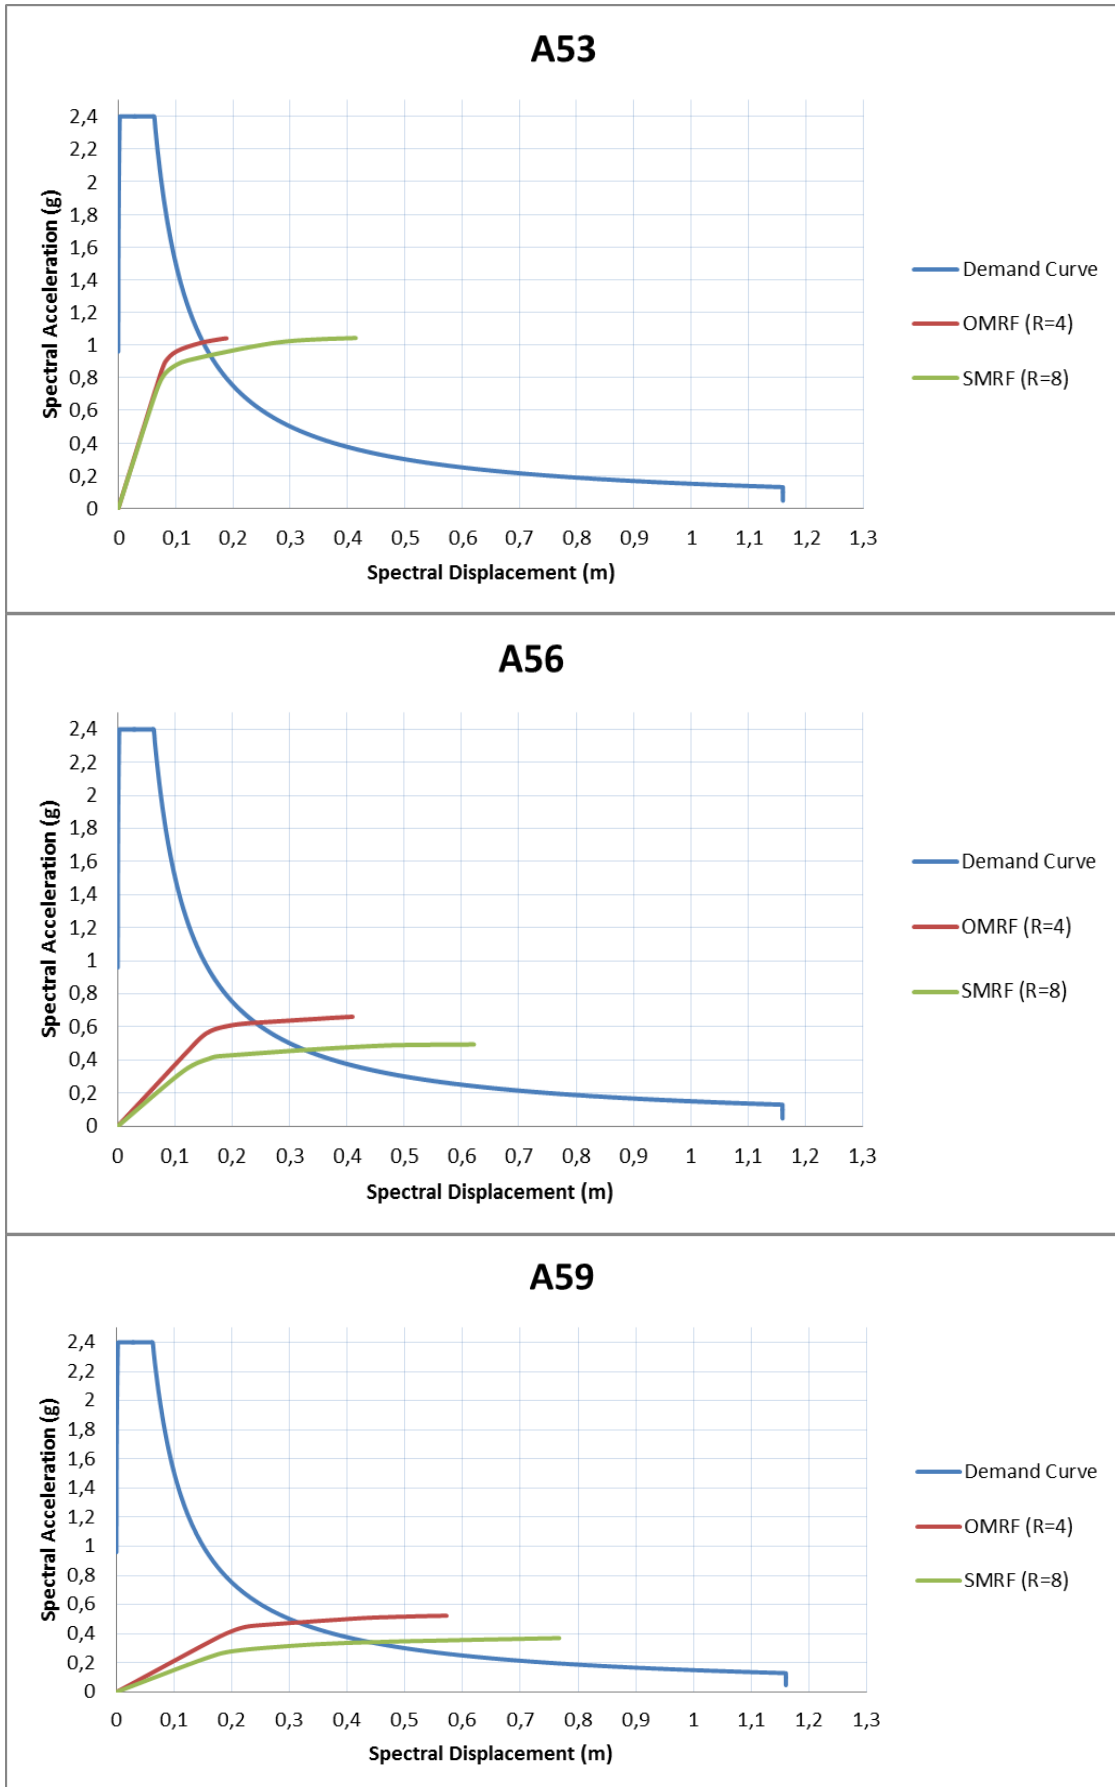 A53
Spectral Acceleration (g)
2,4
2,2
2
1,8
1,6
1,4
1,2
1
0,8
0,6
0,4
0,2
0
0 0,1 0,2 0,3 0,4 0,5 0,6 0,7 0,8 0,9 1 1,1 1,2 1,3
Spectral Displacement (m)
Demand Curve
OMRF (R=4)
SMRF (R=8)
A56
Spectral Acceleration (g)
2,4
2,2
2
1,8
1,6
1,4
1,2
1
0,8
0,6
0,4
0,2
0
0 0,1 0,2 0,3 0,4 0,5 0,6 0,7 0,8 0,9 1 1,1 1,2 1,3
Spectral Displacement (m)
Demand Curve
OMRF (R=4)
SMRF (R=8)
A59
Spectral Acceleration (g)
2,4
2,2
2
1,8
1,6
1,4
1,2
1
0,8
0,6
0,4
0,2
0
0 0,1 0,2 0,3 0,4 0,5 0,6 0,7 0,8 0,9 1 1,1 1,2 1,3
Spectral Displacement (m)
Demand Curve
OMRF (R=4)
SMRF (R=8)